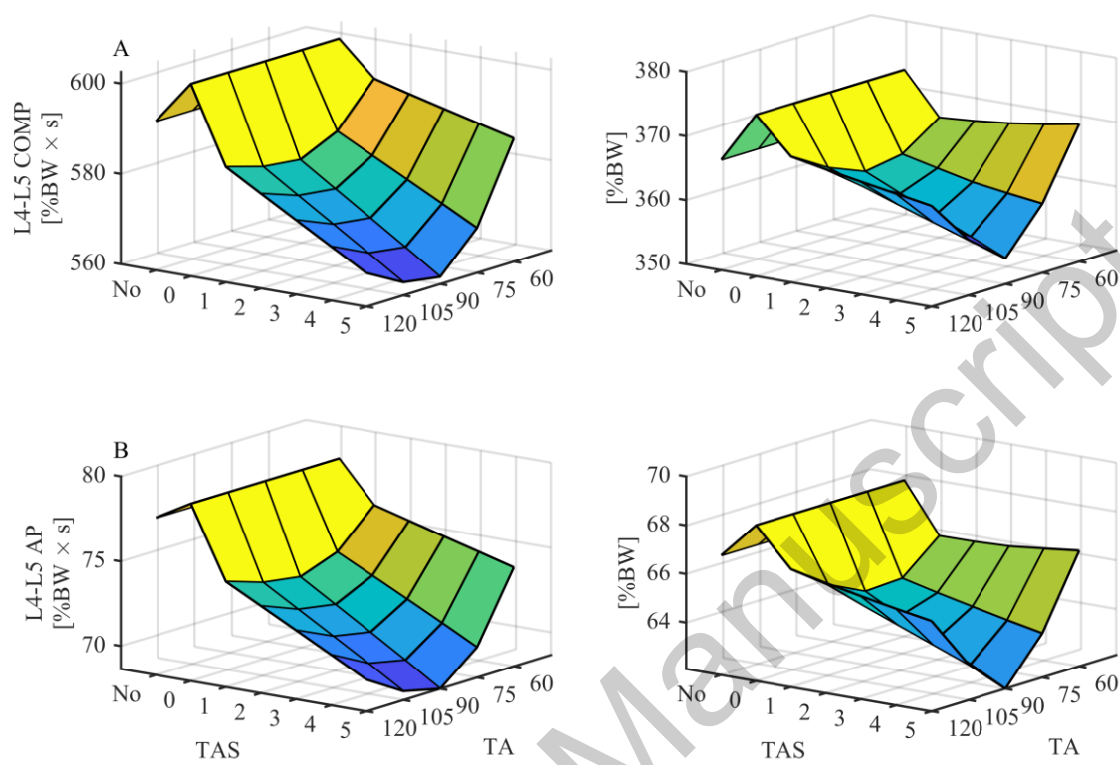 A
L4-L5 COMP
[%BW × s]
600
580
560
No 0 1 2 3 4 5
120 105 90 75 60
[%BW]
380
370
360
350
No 0 1 2 3 4 5
120 105 90 75 60
B
L4-L5 AP
[%BW × s]
80
75
70
No 0 1 2 3 4 5
120 105 90 75 60
TAS
TA
[%BW]
70
68
66
64
No 0 1 2 3 4 5
120 105 90 75 60
TAS
TA
Manuscript